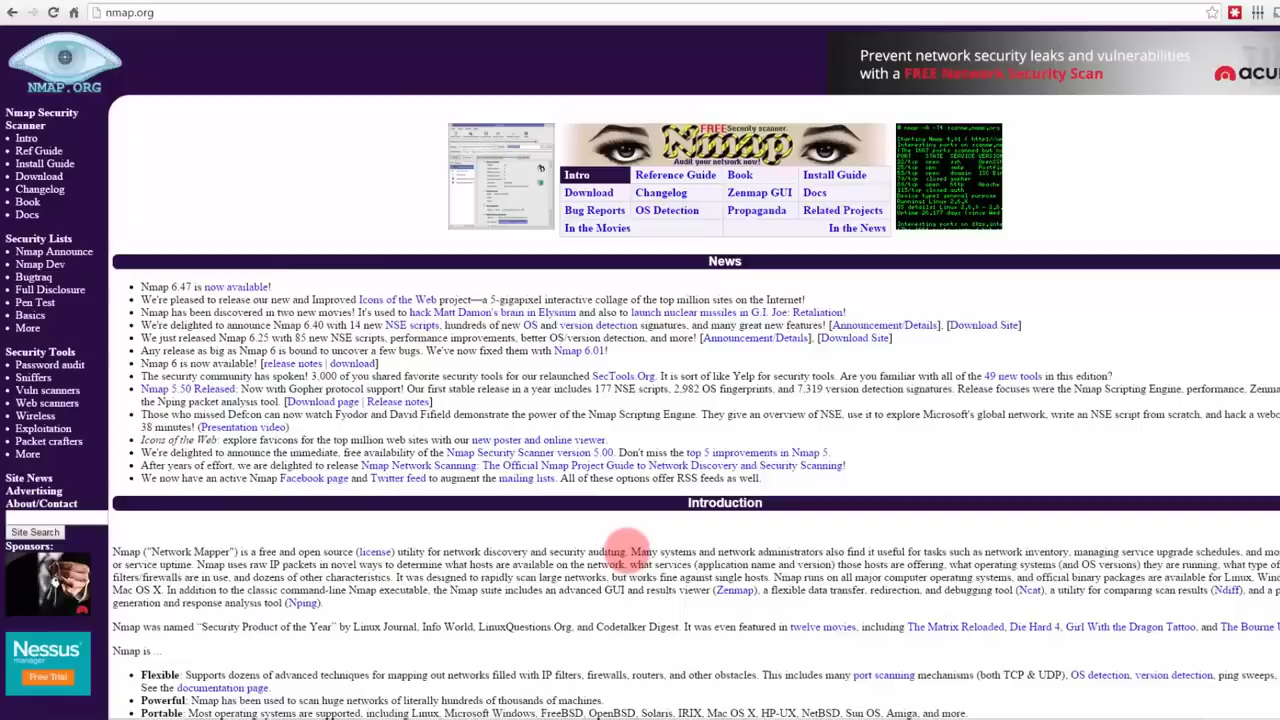 nmap.org
NMAP.ORG
Prevent network security leaks and vulnerabilities
with a FREE Network Security Scan
acu
Nmap Security
Scanner
• Intro
• Ref Guide
• Install Guide
• Download
• Changelog
• Book
• Docs
Security Lists
• Nmap Announce
• Nmap Dev
• Bugtraq
• Full Disclosure
• Pen Test
• Basics
• More
Security Tools
• Password audit
• Sniffers
• Vuln scanners
• Web scanners
• Wireless
• Exploitation
• Packet crafters
• More
Site News
Advertising
About/Contact
Site Search
Sponsors:
Nessus
manager
Free Trial
FREE Security scanner
Nmap
Audit your network now!
Intro Reference Guide Book Install Guide
Download Changelog Zenmap GUI Docs
Bug Reports OS Detection Propaganda Related Projects
In the Movies In the News
News
• Nmap 6.47 is now available!
• We're pleased to release our new and Improved Icons of the Web project—a 5-gigapixel interactive collage of the top million sites on the Internet!
• Nmap has been discovered in two new movies! It's used to hack Matt Damon's brain in Elysium and also to launch nuclear missiles in G.I. Joe: Retaliation!
• We're delighted to announce Nmap 6.40 with 14 new NSE scripts, hundreds of new OS and version detection signatures, and many great new features! [Announcement/Details], [Download Site]
• We just released Nmap 6.25 with 85 new NSE scripts, performance improvements, better OS/version detection, and more! [Announcement/Details], [Download Site]
• Any release as big as Nmap 6 is bound to uncover a few bugs. We've now fixed them with Nmap 6.01!
• Nmap 6 is now available! [release notes | download]
• The security community has spoken! 3,000 of you shared favorite security tools for our relaunched SecTools.Org. It is sort of like Yelp for security tools. Are you familiar with all of the 49 new tools in this edition?
• Nmap 5.50 Released: Now with Gopher protocol support! Our first stable release in a year includes 177 NSE scripts, 2,982 OS fingerprints, and 7,319 version detection signatures. Release focuses were the Nmap Scripting Engine, performance, Zenma
the Nping packet analysis tool. [Download page | Release notes]
• Those who missed Defcon can now watch Fyodor and David Fifield demonstrate the power of the Nmap Scripting Engine. They give an overview of NSE, use it to explore Microsoft's global network, write an NSE script from scratch, and hack a webc
38 minutes! (Presentation video)
• Icons of the Web: explore favicons for the top million web sites with our new poster and online viewer.
• We're delighted to announce the immediate, free availability of the Nmap Security Scanner version 5.00. Don't miss the top 5 improvements in Nmap 5.
• After years of effort, we are delighted to release Nmap Network Scanning: The Official Nmap Project Guide to Network Discovery and Security Scanning!
• We now have an active Nmap Facebook page and Twitter feed to augment the mailing lists. All of these options offer RSS feeds as well.
Introduction
Nmap ("Network Mapper") is a free and open source (license) utility for network discovery and security auditing. Many systems and network administrators also find it useful for tasks such as network inventory, managing service upgrade schedules, and mo
or service uptime. Nmap uses raw IP packets in novel ways to determine what hosts are available on the network, what services (application name and version) those hosts are offering, what operating systems (and OS versions) they are running, what type of
filters/firewalls are in use, and dozens of other characteristics. It was designed to rapidly scan large networks, but works fine against single hosts. Nmap runs on all major computer operating systems, and official binary packages are available for Linux, Win
Mac OS X. In addition to the classic command-line Nmap executable, the Nmap suite includes an advanced GUI and results viewer (Zenmap), a flexible data transfer, redirection, and debugging tool (Ncat), a utility for comparing scan results (Ndiff), and a p
generation and response analysis tool (Nping).
Nmap was named “Security Product of the Year” by Linux Journal, Info World, LinuxQuestions.Org, and Codetalker Digest. It was even featured in twelve movies, including The Matrix Reloaded, Die Hard 4, Girl With the Dragon Tattoo, and The Bourne U
Nmap is ...
• Flexible: Supports dozens of advanced techniques for mapping out networks filled with IP filters, firewalls, routers, and other obstacles. This includes many port scanning mechanisms (both TCP & UDP), OS detection, version detection, ping sweeps,
See the documentation page.
• Powerful: Nmap has been used to scan huge networks of literally hundreds of thousands of machines.
• Portable: Most operating systems are supported, including Linux, Microsoft Windows, FreeBSD, OpenBSD, Solaris, IRIX, Mac OS X, HP-UX, NetBSD, Sun OS, Amiga, and more.